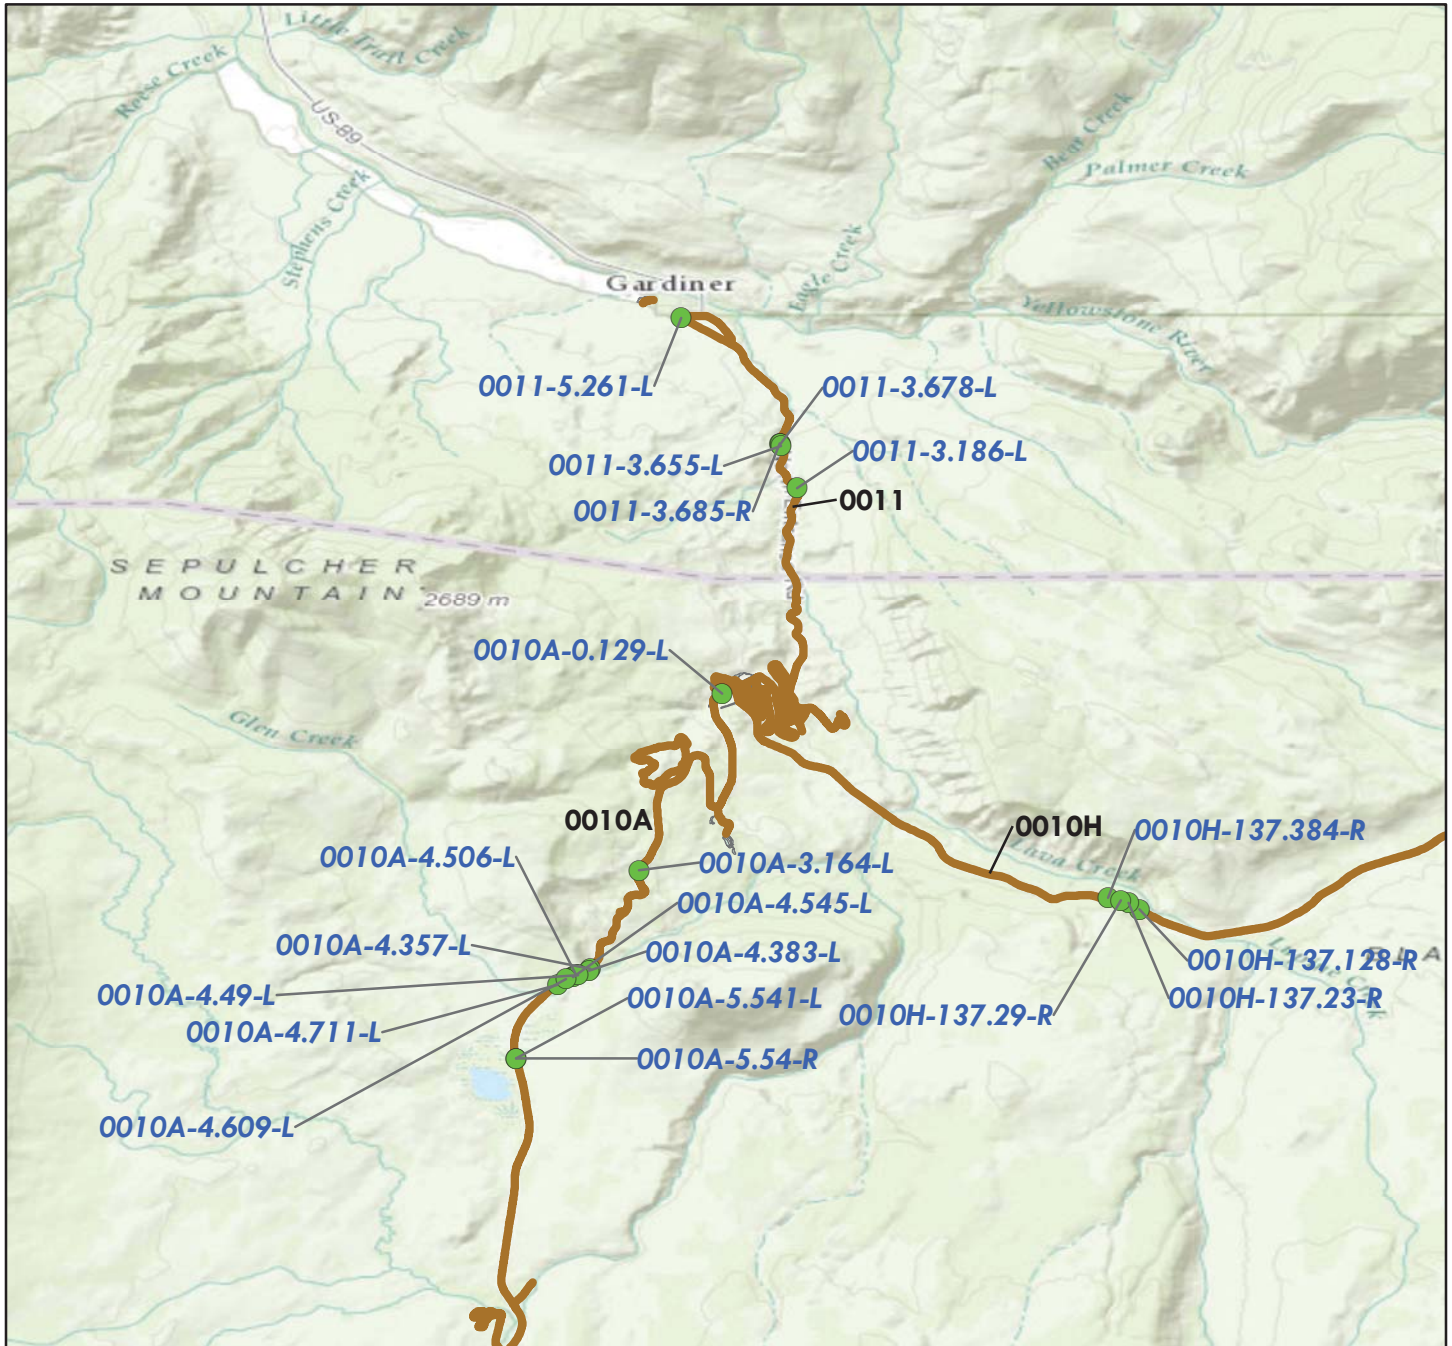 Little Trail Creek
Reese Creek
US-89
Bear Creek
Palmer Creek
Stephens Creek
Eagle Creek
Gardiner
Yellowstone River
0011-5.261-L
0011-3.678-L
0011-3.655-L
0011-3.186-L
0011-3.685-R
0011
SEPULCHER
MOUNTAIN
2689 m
0010A-0.129-L
Glen Creek
0010A
0010H
0010H-137.384-R
Lava Creek
0010A-4.506-L
0010A-3.164-L
0010A-4.545-L
0010A-4.357-L
0010A-4.383-L
0010H-137.128-R
0010A-4.49-L
0010A-5.541-L
0010H-137.23-R
0010H-137.29-R
0010A-4.711-L
0010A-5.54-R
0010A-4.609-L